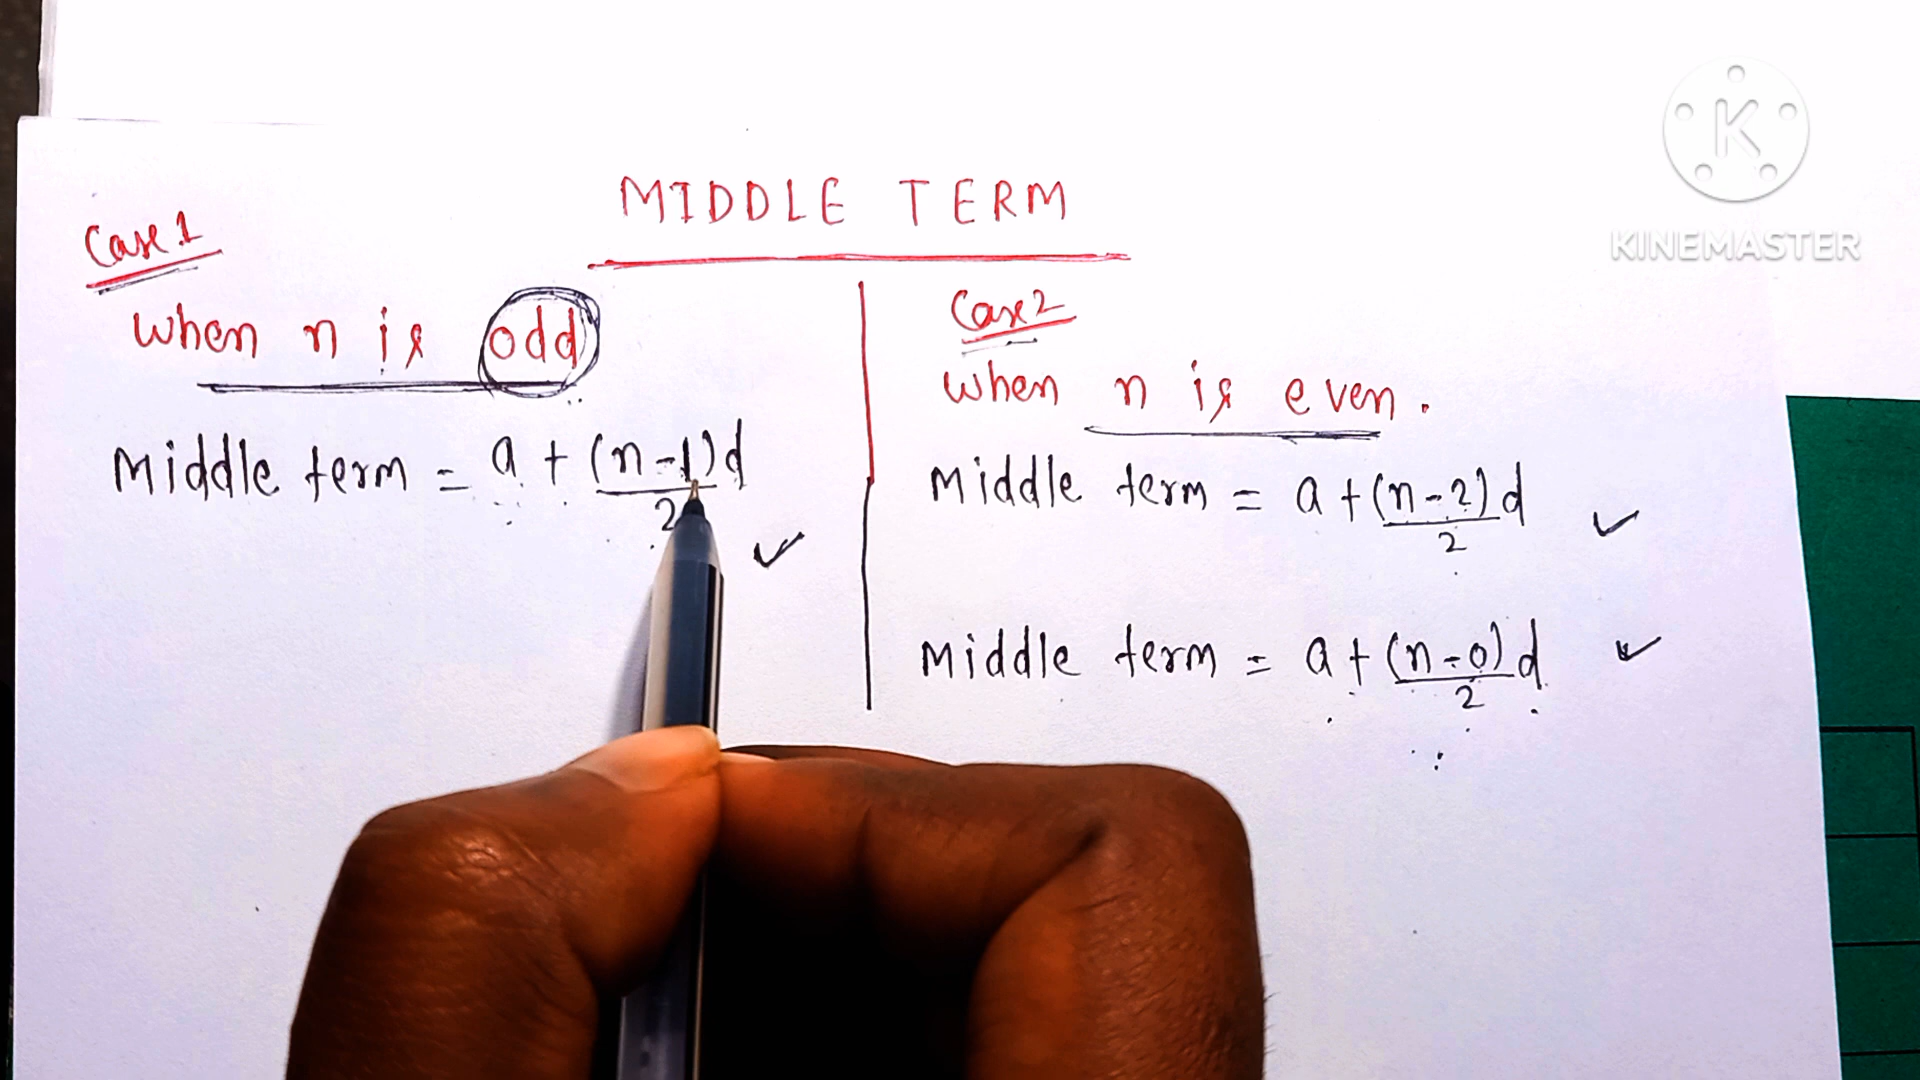 MIDDLE TERM
Case 1
When n is odd
Middle term = a + (n-1)d
2
Case 2
When n is even.
Middle term = a + (n-2)d
2
Middle term = a + (n-0)d
2
K
KINEMASTER